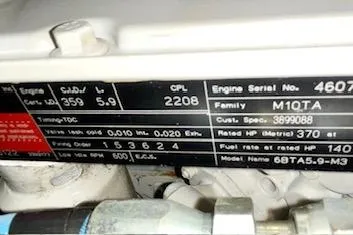 Engine
Cert. I.D.
C.I.D./ L.
359 5.9
CPL
2208
Engine Serial No. 4607
Family M10TA
Timing-TDC
Cust. Spec. 3899088
Valve lash cold 0.010 Int. 0.020 Exh.
Rated HP (Metric) 370 at
Firing Order 1 5 3 6 2 4
Fuel rate at rated HP 140
Low Idle RPM 600 E.C.S.
Model Name 6BTA5.9-M3